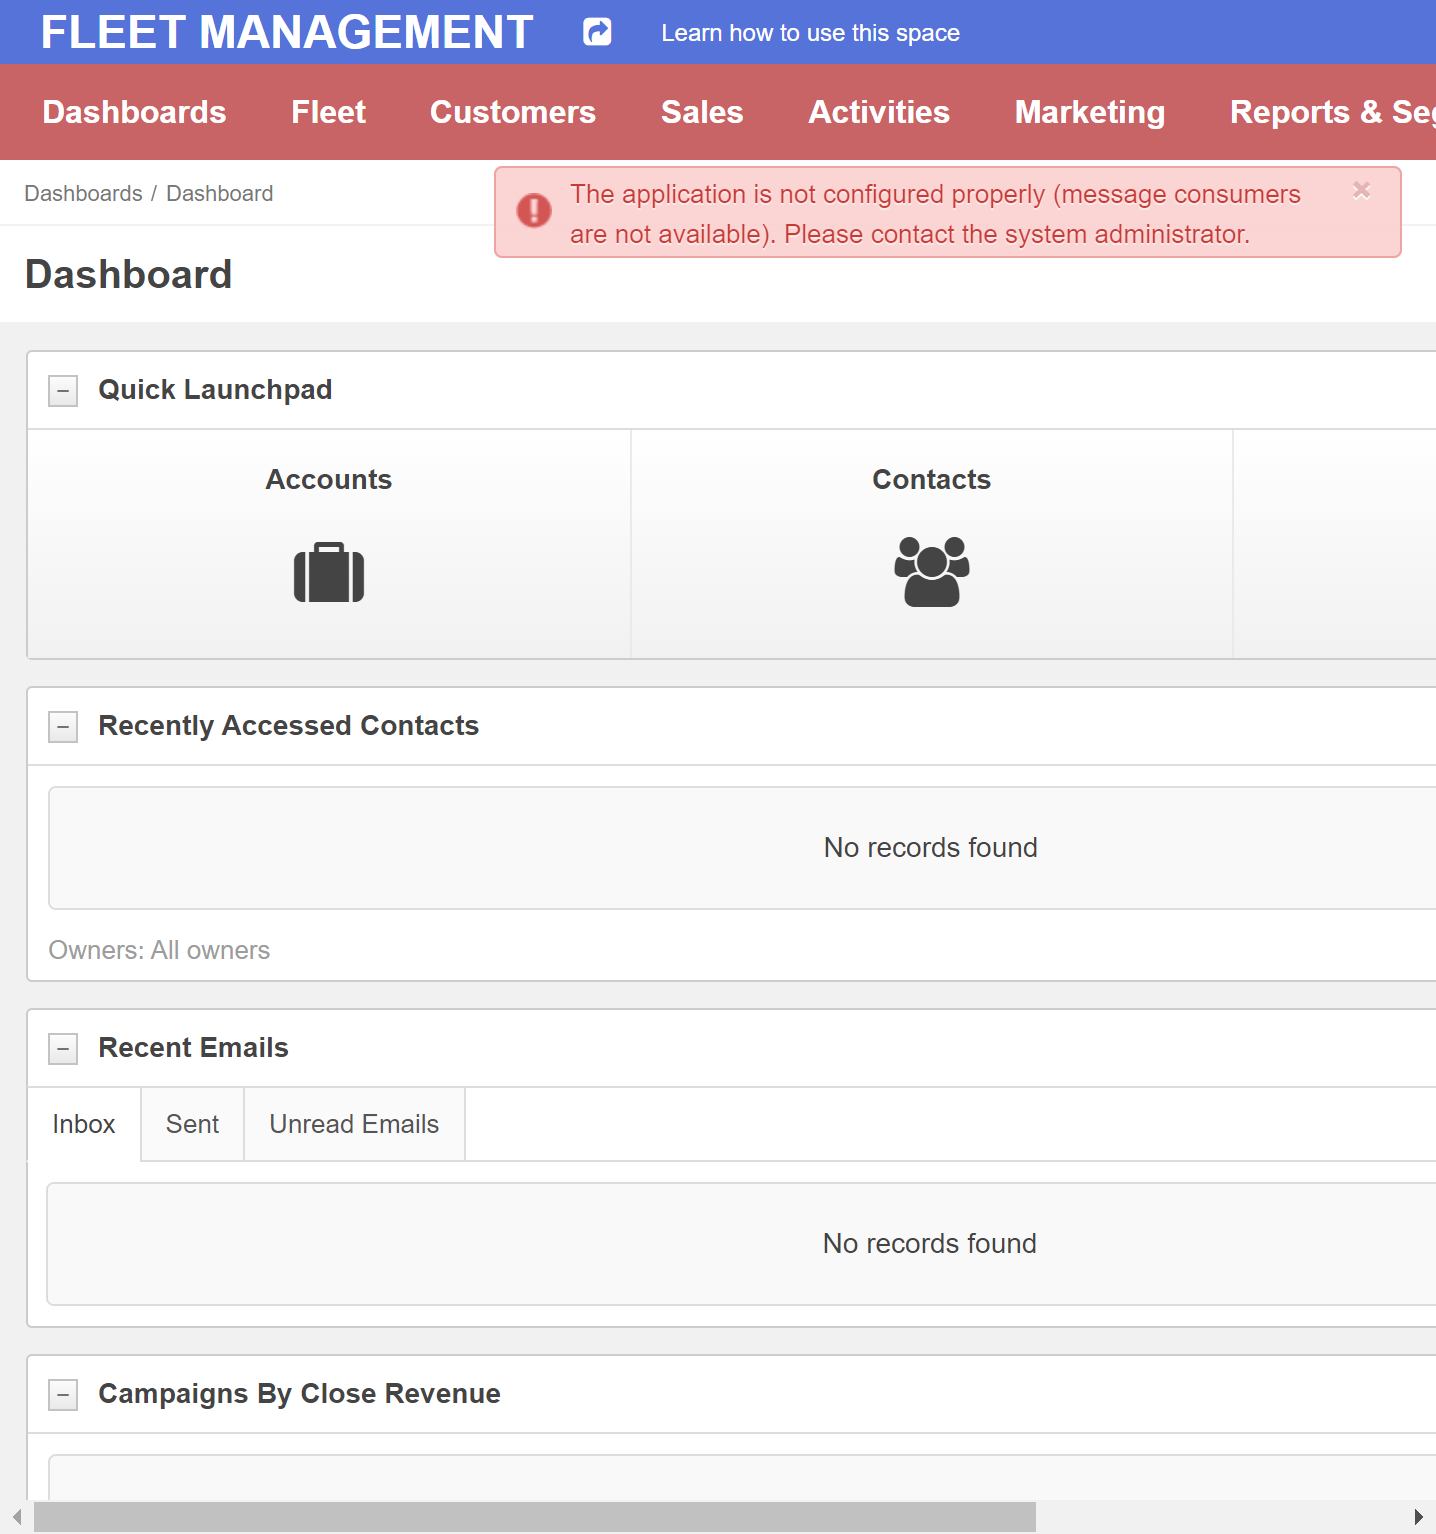 FLEET MANAGEMENT Learn how to use this space
Dashboards Fleet Customers Sales Activities Marketing Reports & Seg
Dashboards / Dashboard
The application is not configured properly (message consumers
are not available). Please contact the system administrator.
Dashboard
Quick Launchpad
Accounts Contacts
Recently Accessed Contacts
No records found
Owners: All owners
Recent Emails
Inbox Sent Unread Emails
No records found
Campaigns By Close Revenue